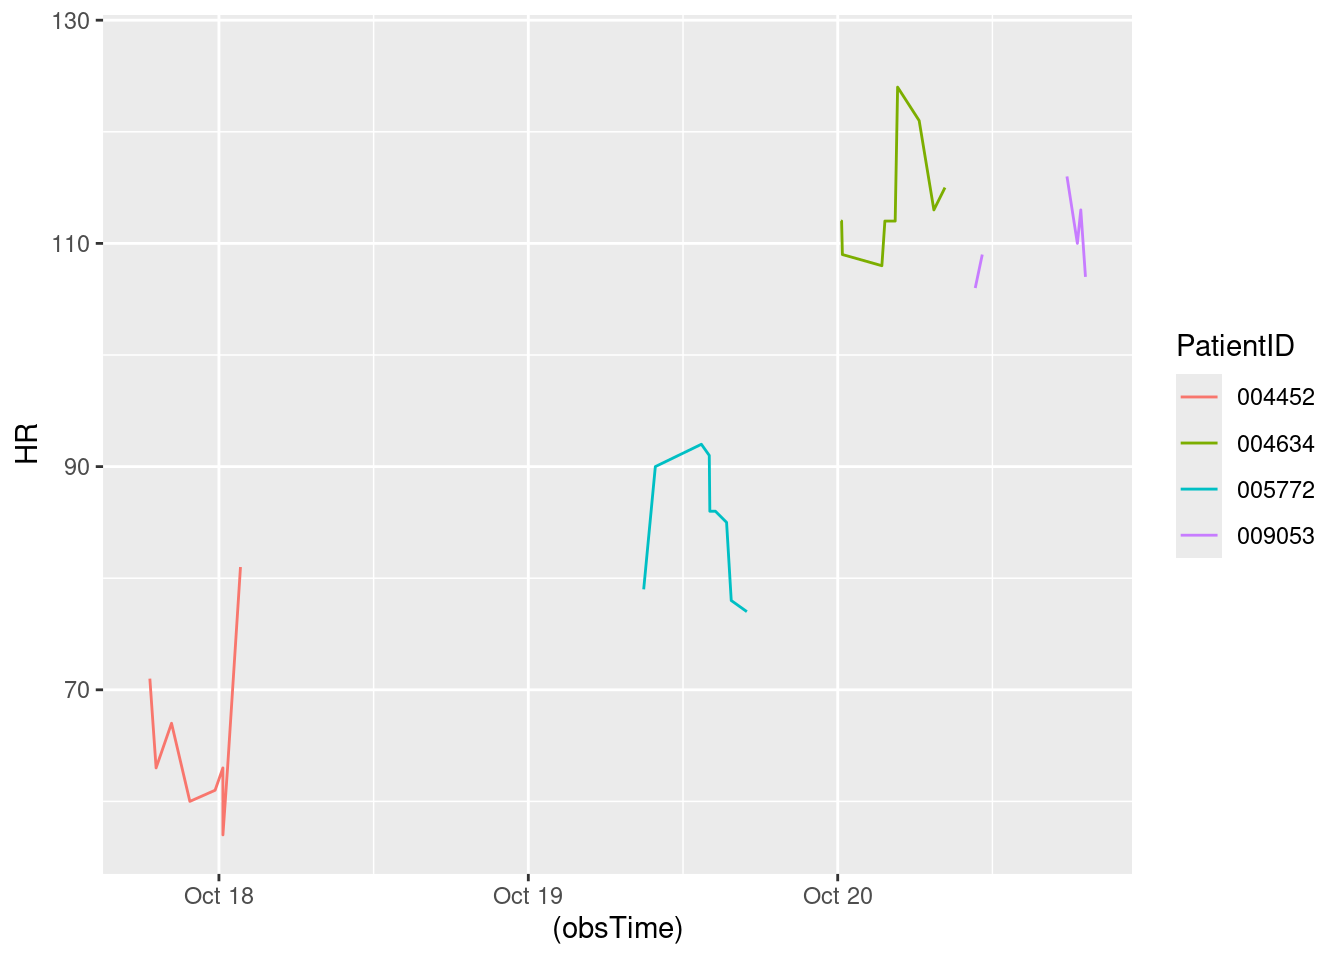 130
110
90
70
HR
Oct 18
Oct 19
Oct 20
(obsTime)
PatientID
004452
004634
005772
009053